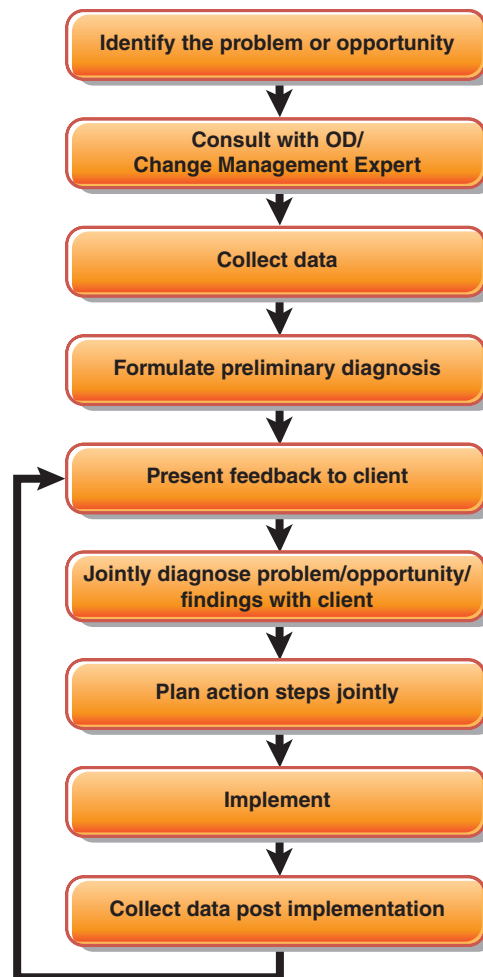 Identify the problem or opportunity
Consult with OD/
Change Management Expert
Collect data
Formulate preliminary diagnosis
Present feedback to client
Jointly diagnose problem/opportunity/
findings with client
Plan action steps jointly
Implement
Collect data post implementation